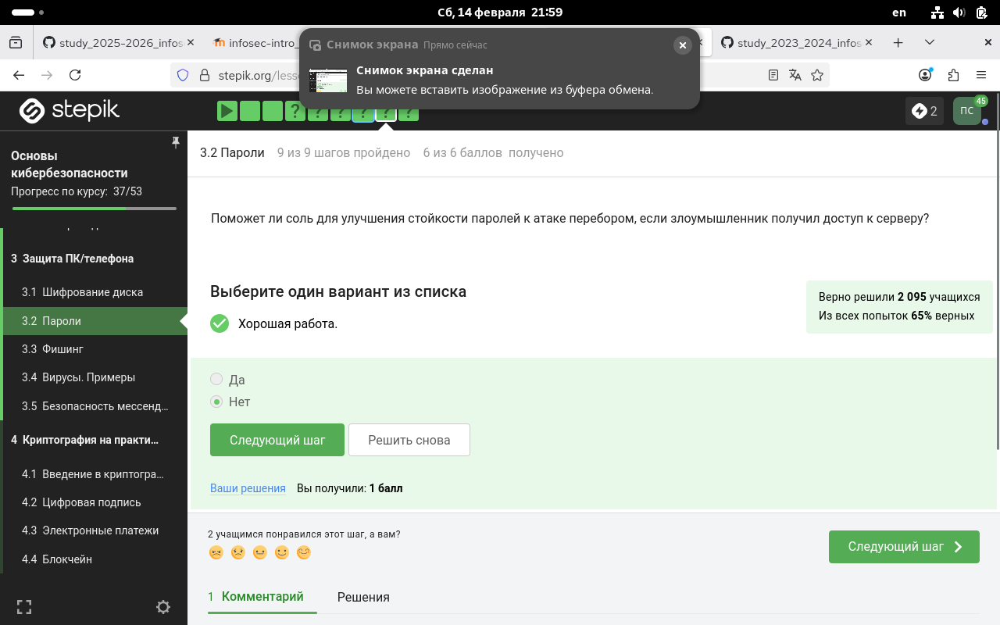 Сб, 14 февраля 21:59
en
study_2025-2026_infos
infosec-intro_
study_2023_2024_infos
Снимок экрана Прямо сейчас
Снимок экрана сделан
Вы можете вставить изображение из буфера обмена.
stepik.org/less
stepik
? ? ? ? ? ?
2
ПС
45
Основы
кибербезопасности
Прогресс по курсу: 37/53
3 Защита ПК/телефона
3.1 Шифрование диска
3.2 Пароли
3.3 Фишинг
3.4 Вирусы. Примеры
3.5 Безопасность мессенд...
4 Криптография на практи...
4.1 Введение в криптогра...
4.2 Цифровая подпись
4.3 Электронные платежи
4.4 Блокчейн
3.2 Пароли 9 из 9 шагов пройдено 6 из 6 баллов получено
Поможет ли соль для улучшения стойкости паролей к атаке перебором, если злоумышленник получил доступ к серверу?
Выберите один вариант из списка
Хорошая работа.
Верно решили 2 095 учащихся
Из всех попыток 65% верных
Да
Нет
Следующий шаг
Решить снова
Ваши решения Вы получили: 1 балл
2 учащимся понравился этот шаг, а вам?
Следующий шаг
1 Комментарий
Решения